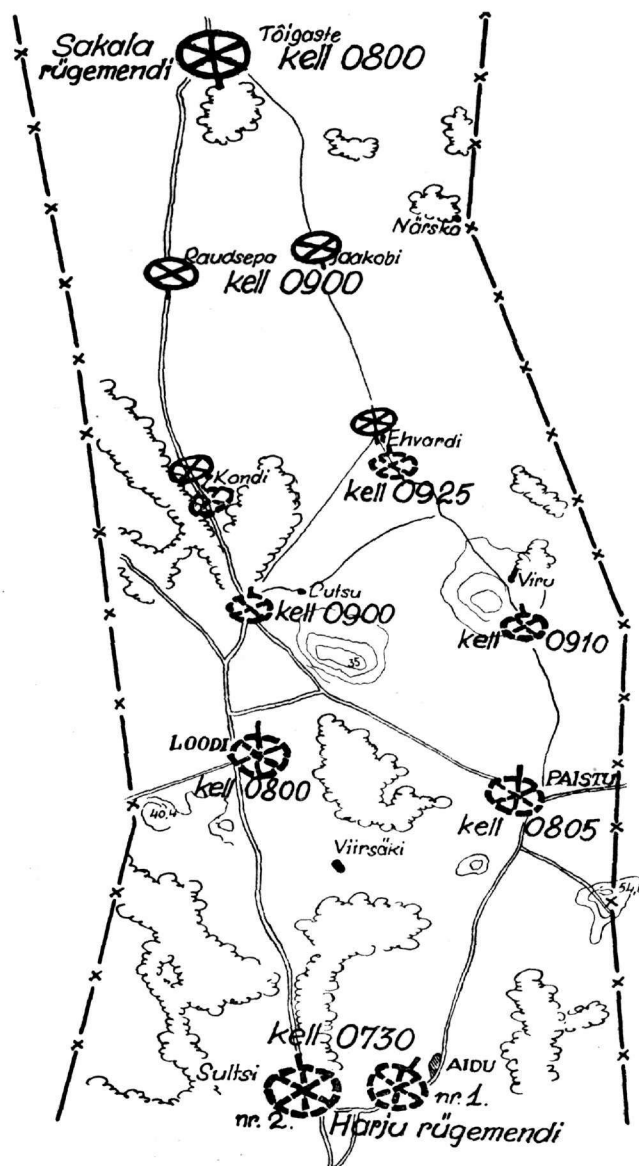 Tõigaste
Sakala
rügemendi
kell 0800
Närska
Raudsepa
Jaakobi
kell 0900
Ehvardi
Kondi
kell 0925
Viru
Dutsu
kell 0900
kell 0910
35
LOODI
PAISTU
kell 0800
40.4
kell 0805
Viirsäki
54,
kell 0730
Sultsi
AIDU
nr. 1.
nr. 2.
Harju rügemendi